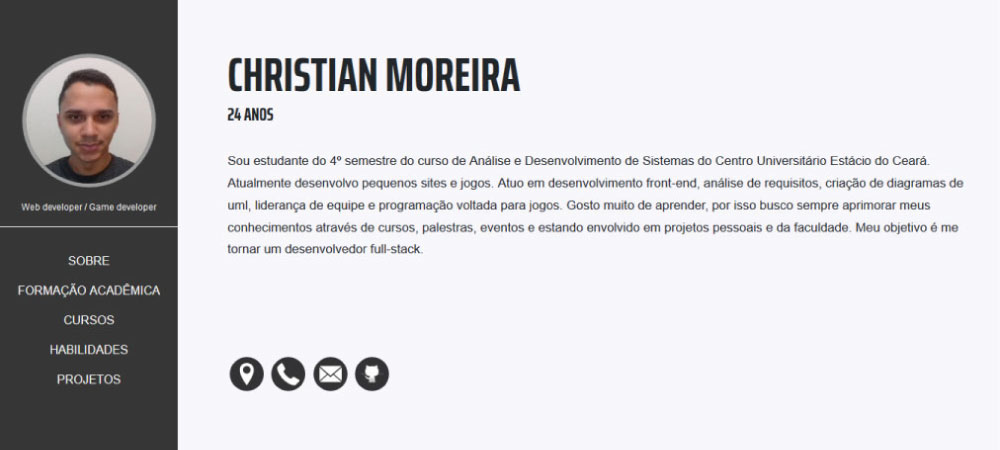 Web developer / Game developer
SOBRE
FORMAÇÃO ACADÊMICA
CURSOS
HABILIDADES
PROJETOS
CHRISTIAN MOREIRA
24 ANOS
Sou estudante do 4º semestre do curso de Análise e Desenvolvimento de Sistemas do Centro Universitário Estácio do Ceará.
Atualmente desenvolvo pequenos sites e jogos. Atuo em desenvolvimento front-end, análise de requisitos, criação de diagramas de
uml, liderança de equipe e programação voltada para jogos. Gosto muito de aprender, por isso busco sempre aprimorar meus
conhecimentos através de cursos, palestras, eventos e estando envolvido em projetos pessoais e da faculdade. Meu objetivo é me
tornar um desenvolvedor full-stack.